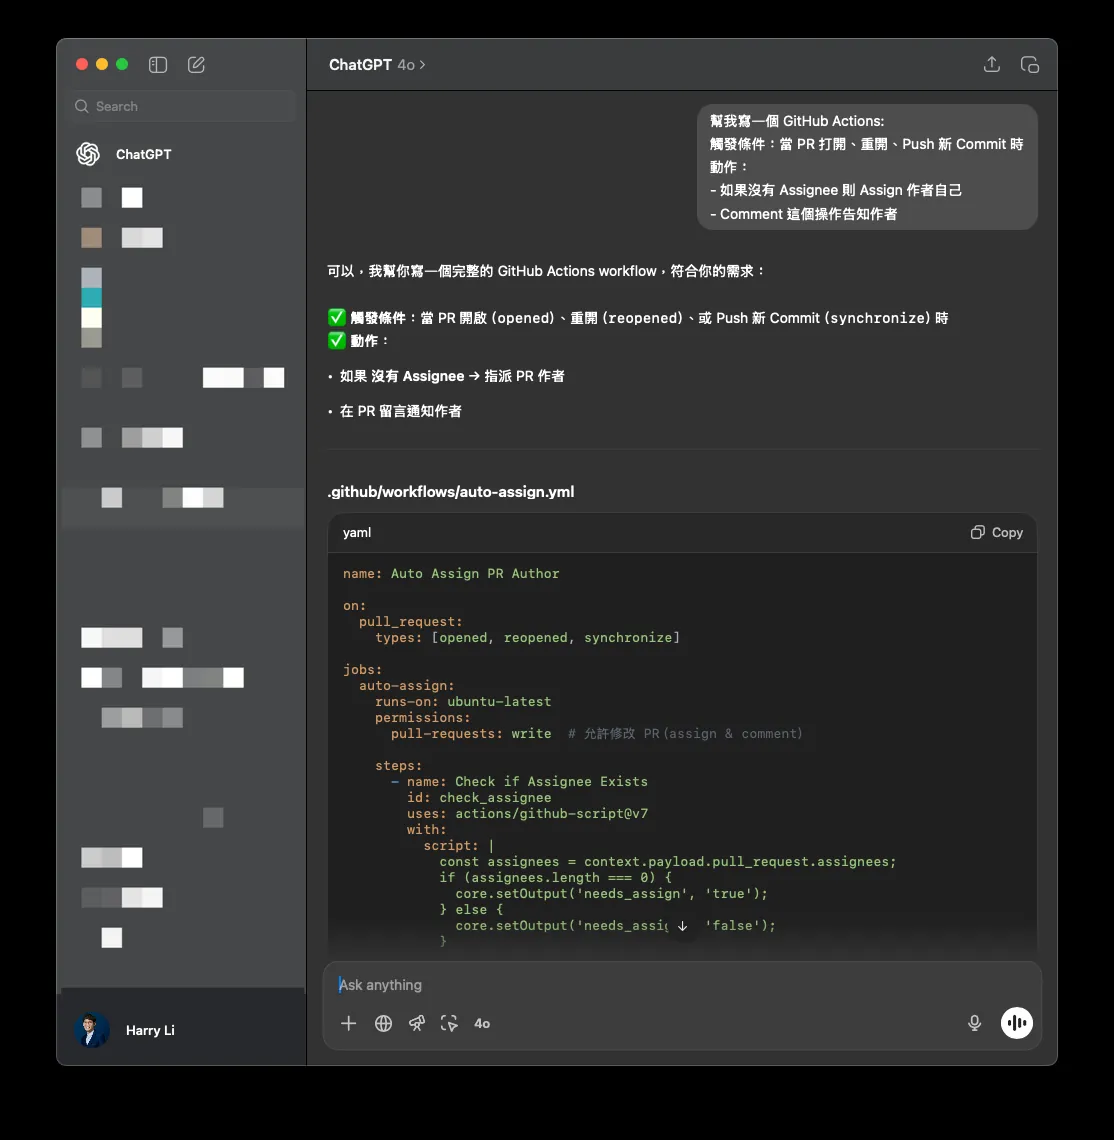 Search
ChatGPT
Harry Li
ChatGPT 4o >
幫我寫一個 GitHub Actions:
觸發條件：當 PR 打開、重開、Push 新 Commit 時
動作：
- 如果沒有 Assignee 則 Assign 作者自己
- Comment 這個操作告知作者
可以，我幫你寫一個完整的 GitHub Actions workflow，符合你的需求：
✅ 觸發條件：當 PR 開啟 (opened)、重開 (reopened)、或 Push 新 Commit (synchronize) 時
✅ 動作：
• 如果 沒有 Assignee → 指派 PR 作者
• 在 PR 留言通知作者
.github/workflows/auto-assign.yml
yaml
Copy
name: Auto Assign PR Author
on:
pull_request:
types: [opened, reopened, synchronize]
jobs:
auto-assign:
runs-on: ubuntu-latest
permissions:
pull-requests: write # 允許修改 PR (assign & comment)
steps:
- name: Check if Assignee Exists
id: check_assignee
uses: actions/github-script@v7
with:
script: |
const assignees = context.payload.pull_request.assignees;
if (assignees.length === 0) {
core.setOutput('needs_assign', 'true');
} else {
core.setOutput('needs_assig 'false');
}
Ask anything
4o